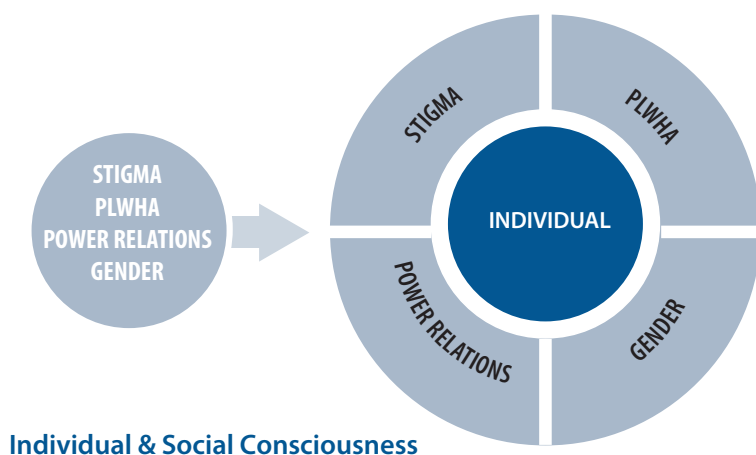 STIGMA
PLWHA
POWER RELATIONS
GENDER
STIGMA
PLWHA
INDIVIDUAL
POWER RELATIONS
GENDER
Individual & Social Consciousness